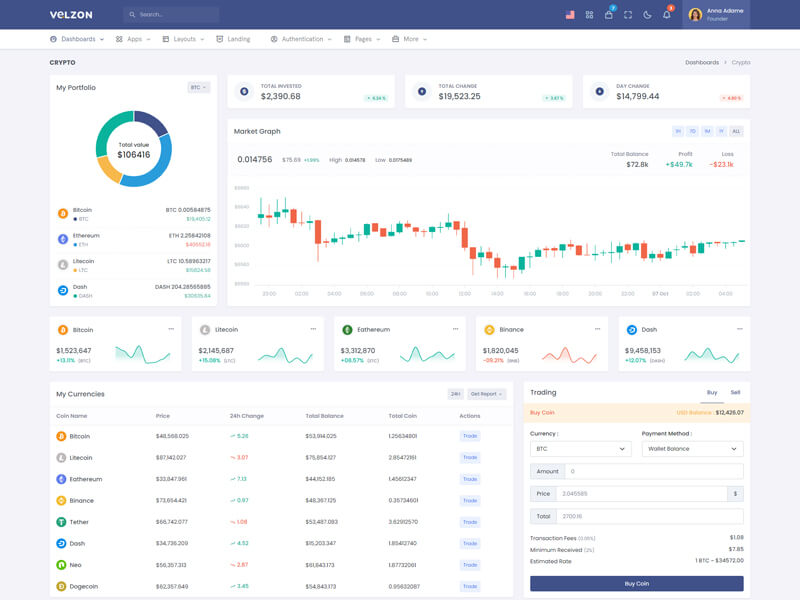 VELZON
Search...
7
3
Anna Adame
Founder
Dashboards
Apps
Layouts
Landing
Authentication
Pages
More
CRYPTO
Dashboards > Crypto
My Portfolio
BTC
Total value
$106416
Bitcoin
BTC
BTC 0.00584875
$19,405.12
Ethereum
ETH
ETH 2.25842108
$40552.18
Litecoin
LTC
LTC 10.58963217
$15824.58
Dash
DASH
DASH 204.28565885
$30635.84
TOTAL INVESTED
$2,390.68
6.24 %
TOTAL CHANGE
$19,523.25
3.67 %
DAY CHANGE
$14,799.44
4.80 %
Market Graph
1H 7D 1M 1Y ALL
0.014756 $75.69 +1.99% High 0.014578 Low 0.0175489
Total Balance
$72.8k
Profit
+$49.7k
Loss
-$23.1k
$6660
$6640
$6620
$6600
$6580
$6560
02:00 04:00 06:00 08:00 10:00 12:00 14:00 16:00 18:00 20:00 22:00 07 Oct 02:00 04:00
Bitcoin
$1,523,647
+13.11% (BTC)
Litecoin
$2,145,687
+15.08% (LTC)
Eathereum
$3,312,870
+08.57% (ETC)
Binance
$1,820,045
-09.21% (BNB)
Dash
$9,458,153
+12.07% (DASH)
My Currencies
24H
Get Report
Coin Name Price 24h Change Total Balance Total Coin Actions
Bitcoin $48,568.025 5.26 $53,914.025 1.25634801 Trade
Litecoin $87,142.027 3.07 $75,854.127 2.85472161 Trade
Eathereum $33,847.961 7.13 $44,152.185 1.45612347 Trade
Binance $73,654.421 0.97 $48,367.125 0.35734601 Trade
Tether $66,742.077 1.08 $52,487.083 3.62912570 Trade
Dash $34,736.209 4.52 $15,203.347 1.85412740 Trade
Neo $56,357.313 2.87 $61,843.173 1.87732061 Trade
Dogecoin $62,357.649 3.45 $54,843.173 0.95632087 Trade
Trading
Buy Sell
Buy Coin
USD Balance : $12,426.07
Currency :
BTC
Payment Method :
Wallet Balance
Amount 0
Price 2.045585 $
Total 2700.16
Transaction Fees (0.05%) $1.08
Minimum Received (2%) $7.85
Estimated Rate 1 BTC ~ $34572.00
Buy Coin